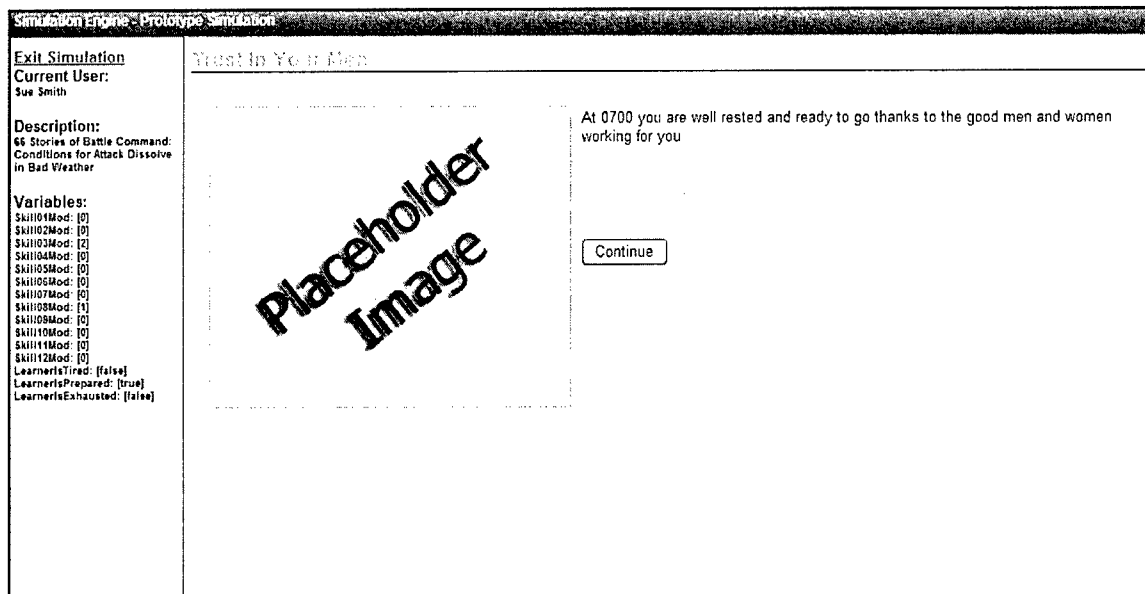 Simulation Engine - Prototype Simulation
Exit Simulation
Current User:
Sue Smith
Description:
66 Stories of Battle Command:
Conditions for Attack Dissolve
in Bad Weather
Variables:
Skill01Mod: [0]
Skill02Mod: [0]
Skill03Mod: [2]
Skill04Mod: [0]
Skill05Mod: [0]
Skill06Mod: [0]
Skill07Mod: [0]
Skill08Mod: [1]
Skill09Mod: [0]
Skill10Mod: [0]
Skill11Mod: [0]
Skill12Mod: [0]
LearnerIsTired: [false]
LearnerIsPrepared: [true]
LearnerIsExhausted: [false]
Trust In Your Men
Placeholder
Image
At 0700 you are well rested and ready to go thanks to the good men and women
working for you
Continue